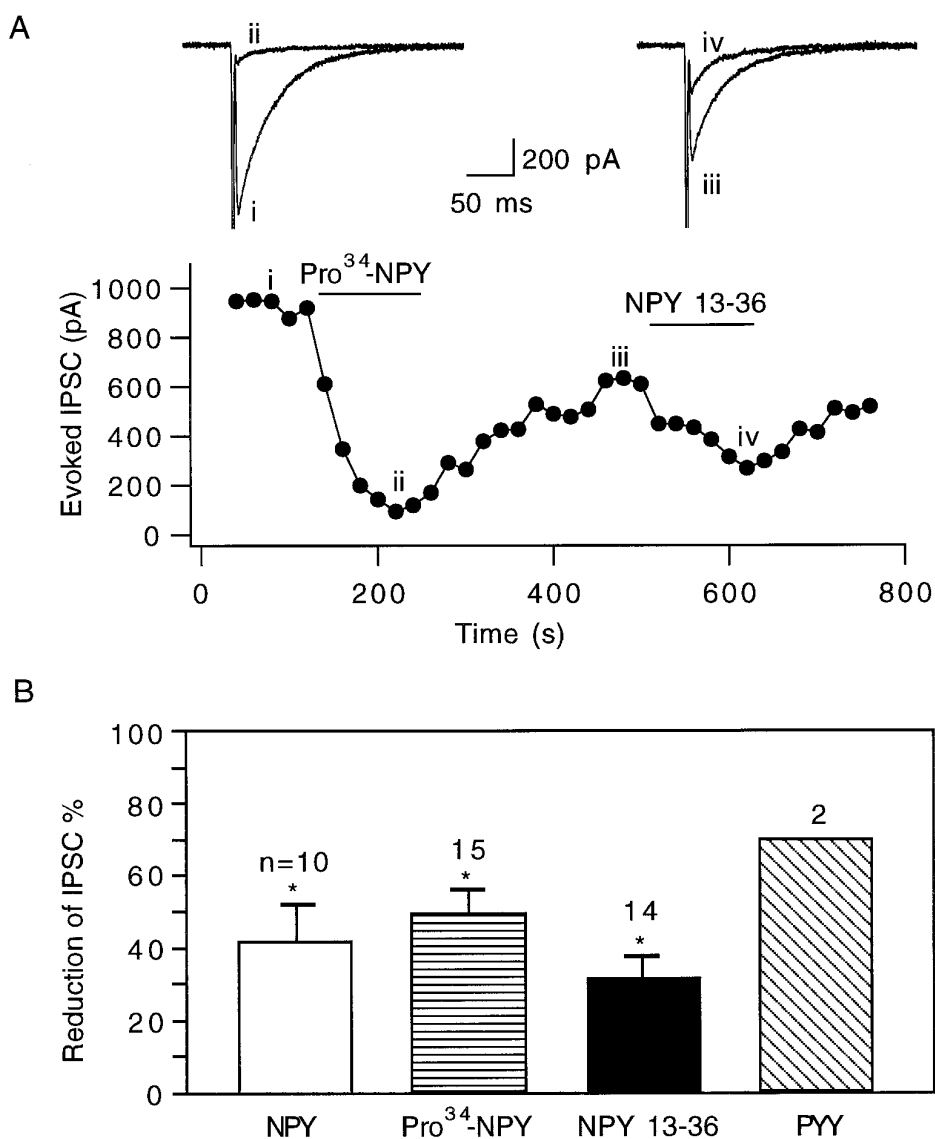 A
ii
iv
200 pA
50 ms
i
iii
Pro³⁴-NPY
i
NPY 13-36
1000
800
600
400
200
0
Evoked IPSC (pA)
iii
ii
iv
0 200 400 600 800
Time (s)
B
100
80
60
40
20
0
Reduction of IPSC %
n=10
*
15
*
14
*
2
NPY Pro³⁴-NPY NPY 13-36 PYY